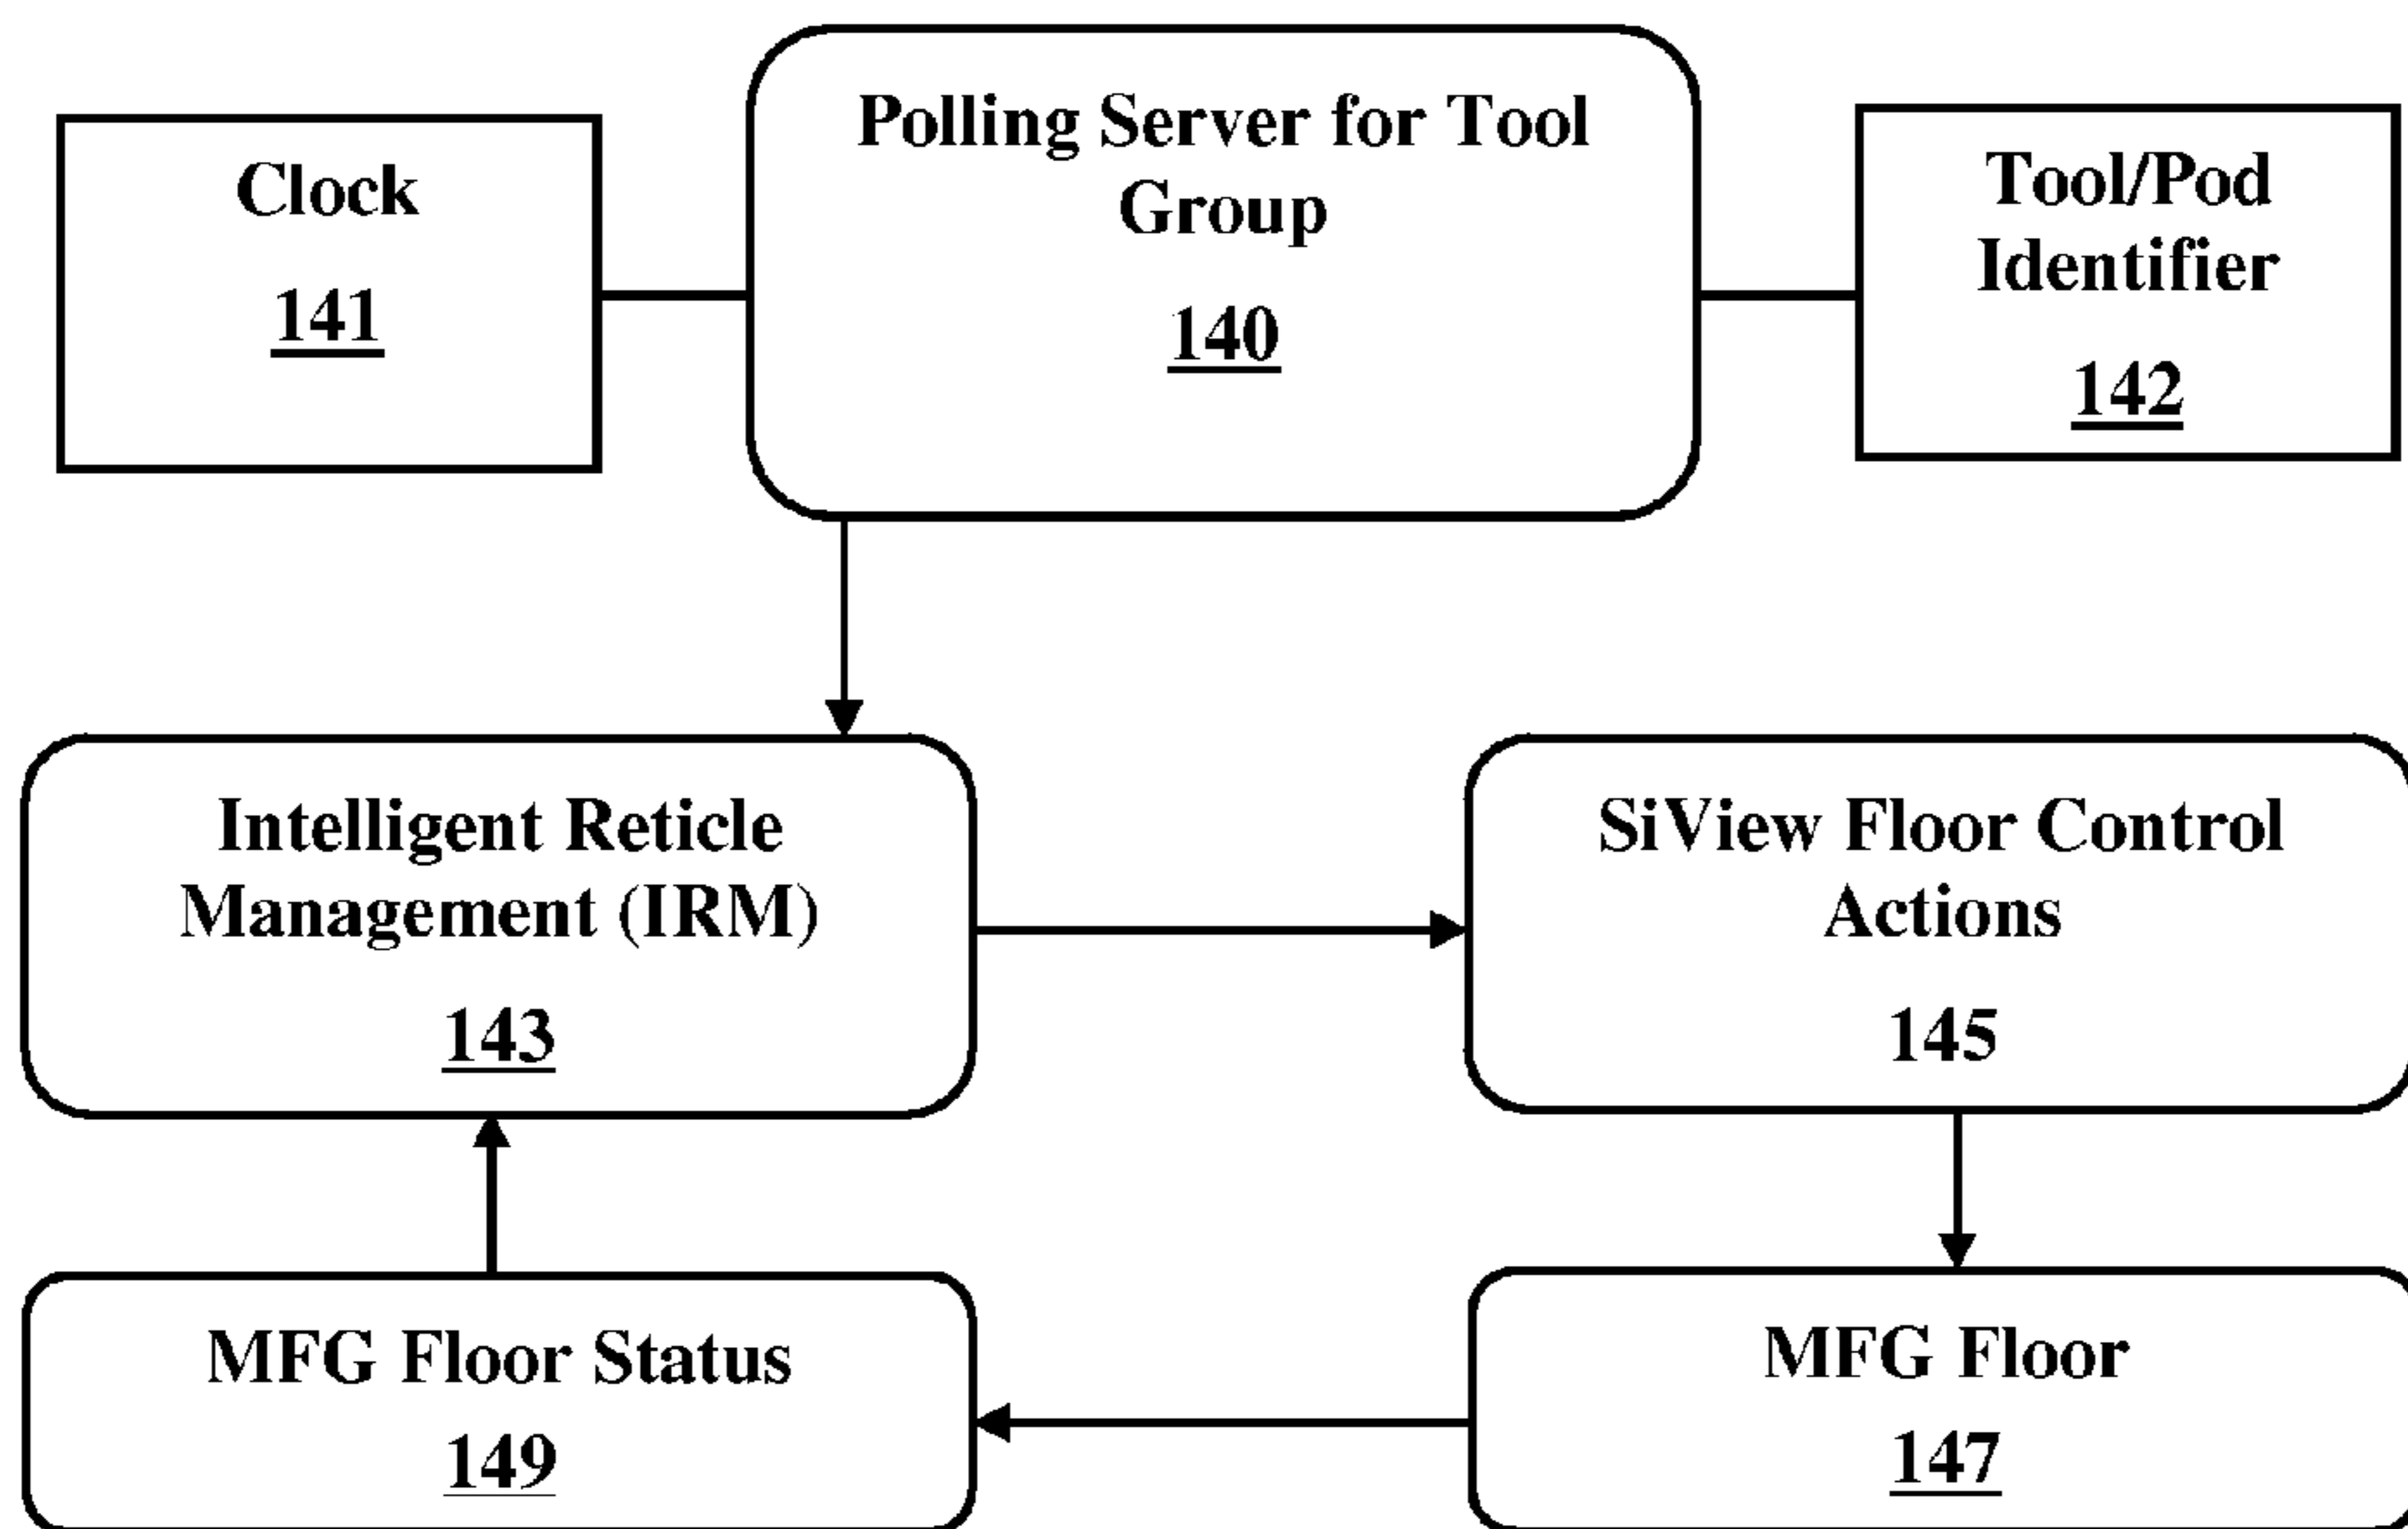 Clock
141
Polling Server for Tool
Group
140
Tool/Pod
Identifier
142
Intelligent Reticle
Management (IRM)
143
SiView Floor Control
Actions
145
MFG Floor Status
149
MFG Floor
147